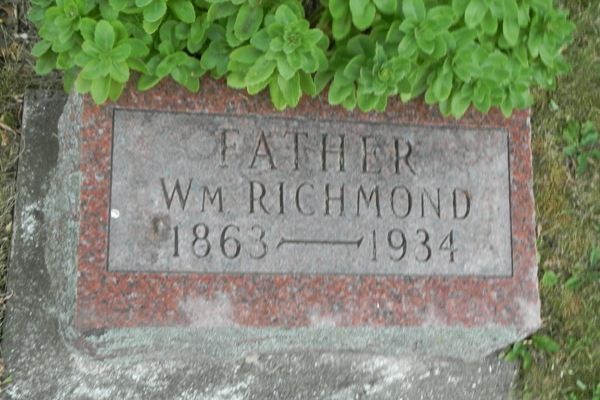 FATHER
WM RICHMOND
1863 — 1934